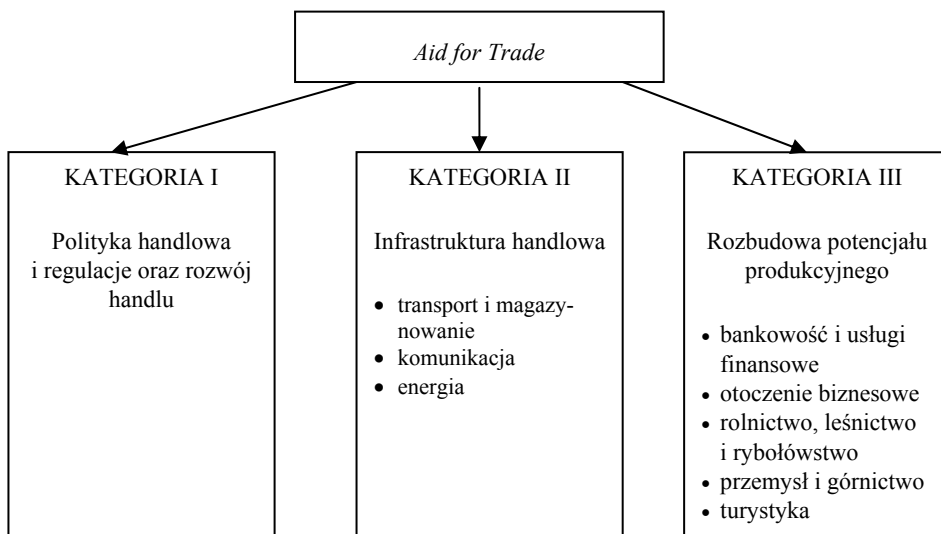 Aid for Trade
KATEGORIA I
Polityka handlowa
i regulacje oraz rozwój
handlu
KATEGORIA II
Infrastruktura handlowa
• transport i magazy-
nowanie
• komunikacja
• energia
KATEGORIA III
Rozbudowa potencjału
produkcyjnego
• bankowość i usługi
finansowe
• otoczenie biznesowe
• rolnictwo, leśnictwo
i rybołówstwo
• przemysł i górnictwo
• turystyka